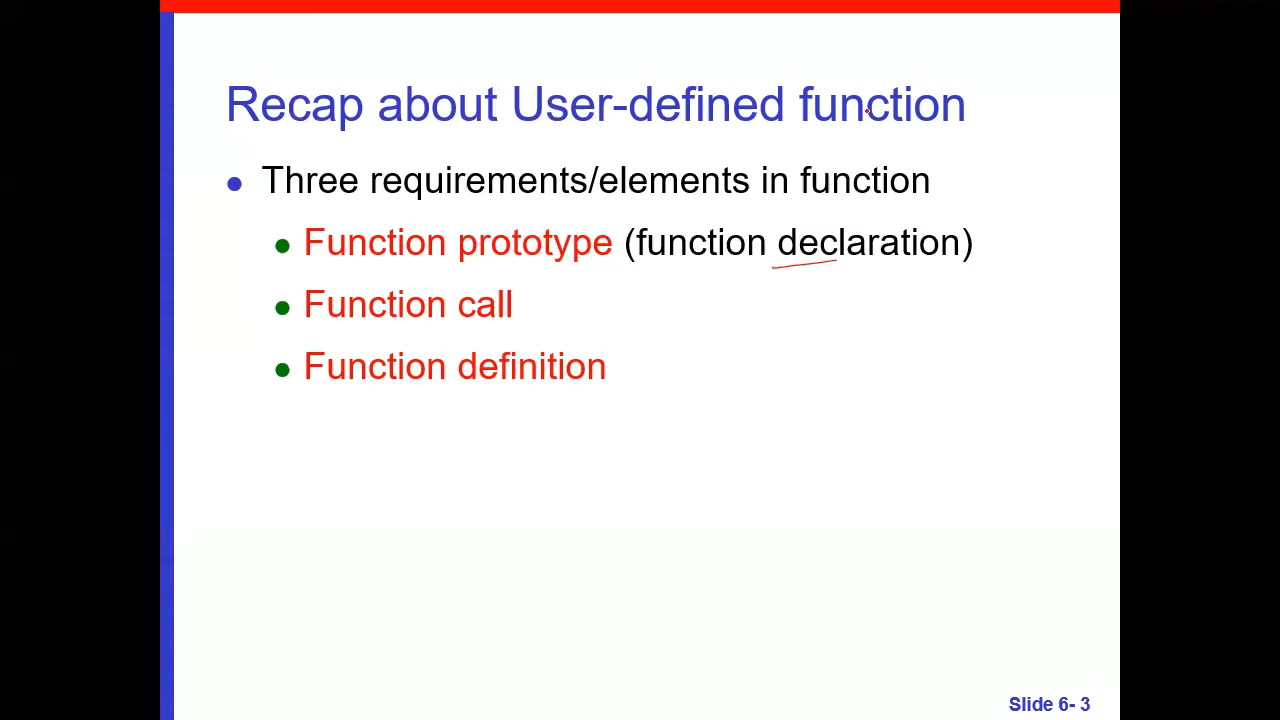 Recap about User-defined function
Three requirements/elements in function
Function prototype (function declaration)
Function call
Function definition
Slide 6- 3